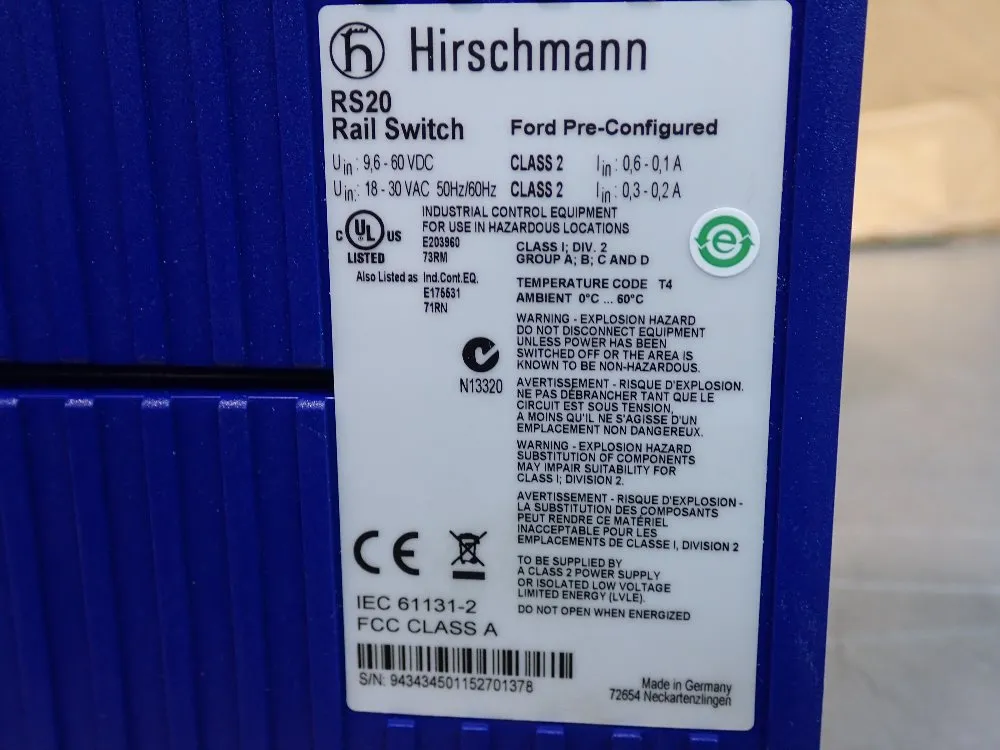 Hirschmann
RS20
Rail Switch
Ford Pre-Configured
Uin : 9,6 - 60 VDC CLASS 2 Iin : 0,6 - 0,1 A
Uin : 18 - 30 VAC 50Hz/60Hz CLASS 2 Iin : 0,3 - 0,2 A
C UL US
LISTED
INDUSTRIAL CONTROL EQUIPMENT
FOR USE IN HAZARDOUS LOCATIONS
E203960
73RM
CLASS I; DIV. 2
GROUP A; B; C AND D
e
Also Listed as Ind.Cont.EQ.
E175531
71RN
TEMPERATURE CODE T4
AMBIENT 0°C ... 60°C
WARNING - EXPLOSION HAZARD
DO NOT DISCONNECT EQUIPMENT
UNLESS POWER HAS BEEN
SWITCHED OFF OR THE AREA IS
KNOWN TO BE NON-HAZARDOUS.
N13320
AVERTISSEMENT - RISQUE D'EXPLOSION.
NE PAS DÉBRANCHER TANT QUE LE
CIRCUIT EST SOUS TENSION,
A MOINS QU'IL NE S'AGISSE D'UN
EMPLACEMENT NON DANGEREUX.
WARNING - EXPLOSION HAZARD
SUBSTITUTION OF COMPONENTS
MAY IMPAIR SUITABILITY FOR
CLASS I; DIVISION 2.
AVERTISSEMENT - RISQUE D'EXPLOSION -
LA SUBSTITUTION DES COMPOSANTS
PEUT RENDRE CE MATÉRIEL
INACCEPTABLE POUR LES
EMPLACEMENTS DE CLASSE I, DIVISION 2
TO BE SUPPLIED BY
A CLASS 2 POWER SUPPLY
OR ISOLATED LOW VOLTAGE
LIMITED ENERGY (LVLE).
DO NOT OPEN WHEN ENERGIZED
CE
IEC 61131-2
FCC CLASS A
S/N: 943434501152701378
Made in Germany
72654 Neckartenzlingen